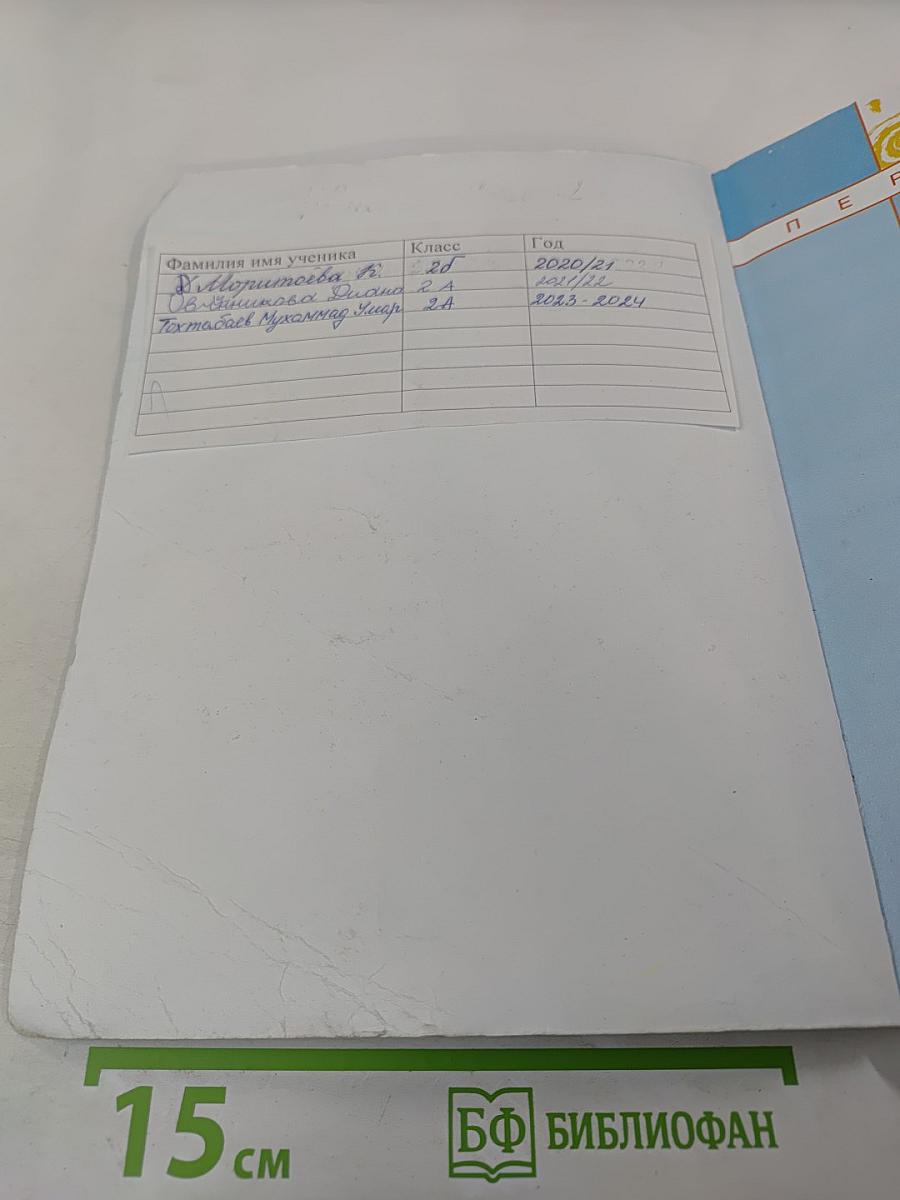 ПЕР
Фамилия имя ученика Класс Год
Моритоева К. 2б 2020/21
Овчинникова Диана 2 А 2021/22
Тохтабаев Мухаммад Умар 2А 2023-2024
15 см БФ БИБЛИОФАН